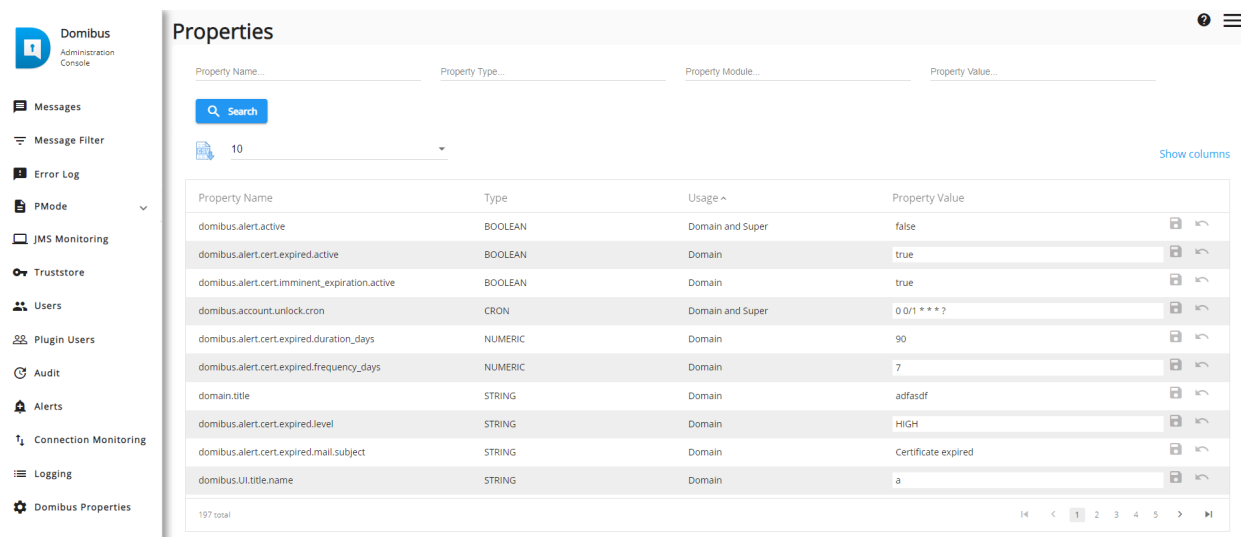 Domibus
Administration
Console
Properties
Property Name...
Property Type...
Property Module...
Property Value...
Search
10
Show columns
Messages
Message Filter
Error Log
PMode
JMS Monitoring
Truststore
Users
Plugin Users
Audit
Alerts
Connection Monitoring
Logging
Domibus Properties
Property Name Type Usage Property Value
domibus.alert.active BOOLEAN Domain and Super false
domibus.alert.cert.expired.active BOOLEAN Domain true
domibus.alert.cert.imminent_expiration.active BOOLEAN Domain true
domibus.account.unlock.cron CRON Domain and Super 0 0/1 * * * ?
domibus.alert.cert.expired.duration_days NUMERIC Domain 90
domibus.alert.cert.expired.frequency_days NUMERIC Domain 7
domain.title STRING Domain adfasdf
domibus.alert.cert.expired.level STRING Domain HIGH
domibus.alert.cert.expired.mail.subject STRING Domain Certificate expired
domibus.UI.title.name STRING Domain a
197 total 1 2 3 4 5